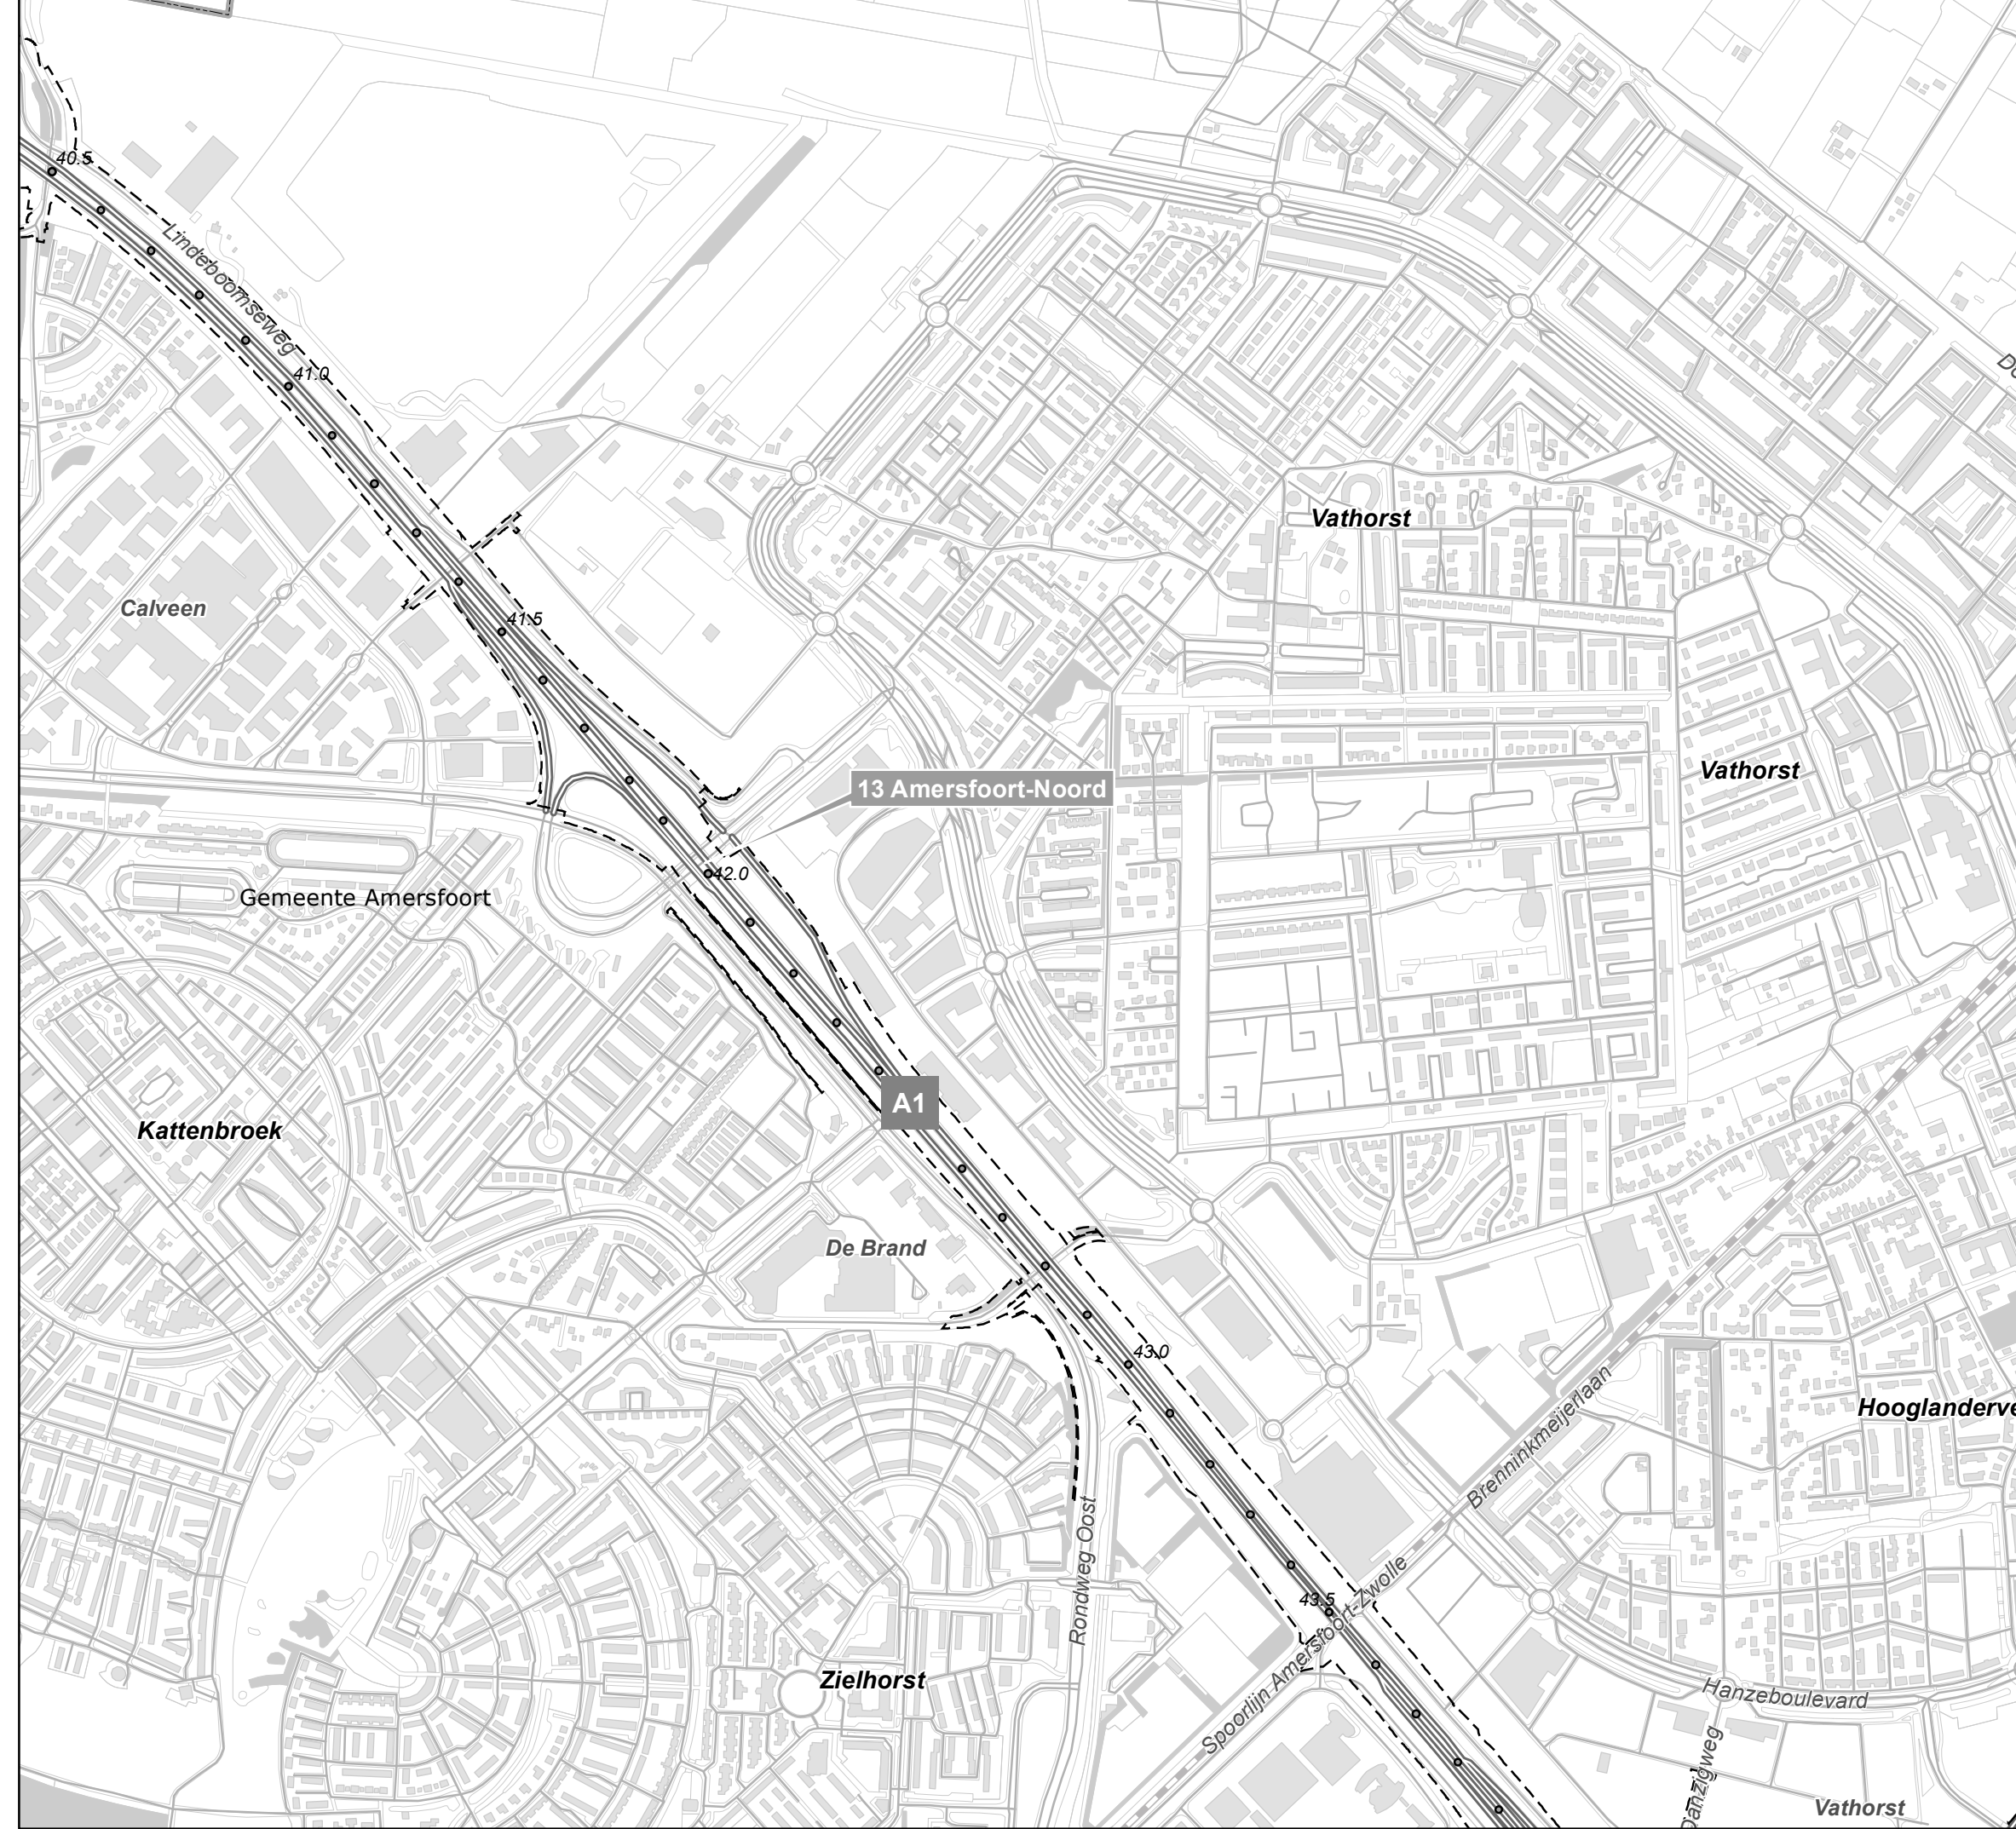 40.5
Lindeboomseweg
41.0
Vathorst
Calveen
41.5
Vathorst
13 Amersfoort-Noord
42.0
Gemeente Amersfoort
A1
Kattenbroek
De Brand
43.0
Brenninkmeijerlaan
Rondweg Oost
43.5
Spoorlijn Amersfoort-Zwolle
Zielhorst
Hanzeboulevard
Danzigweg
Vathorst